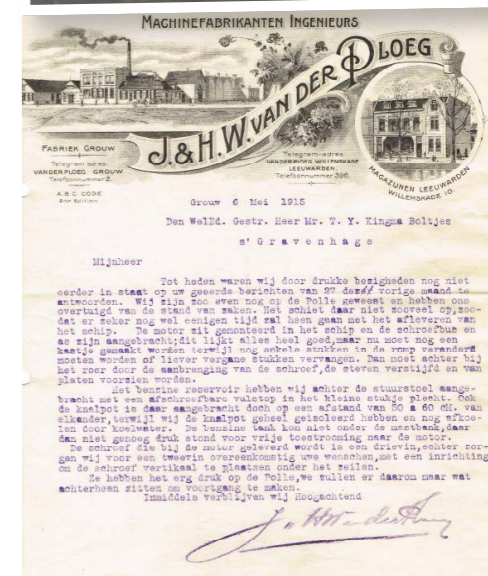 MACHINEFABRIKANTEN INGENIEURS
J. & H. W. VAN DER PLOEG
FABRIEK GROUW
Telegram-adres
VANDERPLOEG GROUW
Telefoonnummer 2.
A.B.C. CODE
5TH Edition
Telegram-adres
VANDERPLOEG WILLEMSKADE
LEEUWARDEN.
Telefoonnummer 396.
MAGAZIJNEN LEEUWARDEN
WILLEMSKADE 10.
Grouw 6 Mei 1915
Den WelEd. Gestr. Heer Mr. T. Y. Kingma Boltjes
s' Gravenhage
Mijnheer
Tot heden waren wij door drukke bezigheden nog niet
eerder in staat op uw geeerde berichten van 27 dezer vorige maand te
antwoorden. Wij zijn zoo even nog op de Polle geweest en hebben ons
overtuigd van de stand van zaken. Het schiet daar niet zooveel op,zoo-
dat er zeker nog wel eenigen tijd zal heen gaan met het afleveren van
het schip. De motor zit gemonteerd in het schip en de schroefbus en
as zijn aangebracht;dit lijkt alles heel goed,maar nu moet nog een
kastje gemaakt worden terwijl nog enkele stukken in de romp veranderd
moeten worden of liever vergane stukken vervangen. Dan moet achter bij
het roer door de aanbrenging van de schroef,de steven verstijfd en van
platen voorzien worden.
Het benzine reservoir hebben wij achter de stuurstoel aange-
bracht met een afschroefbare vulstop in het kleine stukje plecht. Ook
de knalpot is daar aangebracht doch op een afstand van 50 a 60 cM. van
elkander,terwijl wij de knalpot geheel geisoleerd hebben en nog afkoe-
len door koelwater. De benzine tank kon niet onder de mastbank,daar
dan niet genoeg druk stond voor vrije toestrooming naar de motor.
De schroef die bij de motor geleverd wordt is een drievin,echter zor-
gen wij voor een tweevin overeenkomstig uwe wenschen,met een inrichting
om de schroef vertikaal te plaatsen onder het zeilen.
Ze hebben het erg druk op de Polle,we zullen er daarom maar wat
achterheen zitten om voortgang te maken.
Inmiddels verblijven wij Hoogachtend
J & H W van der Ploeg